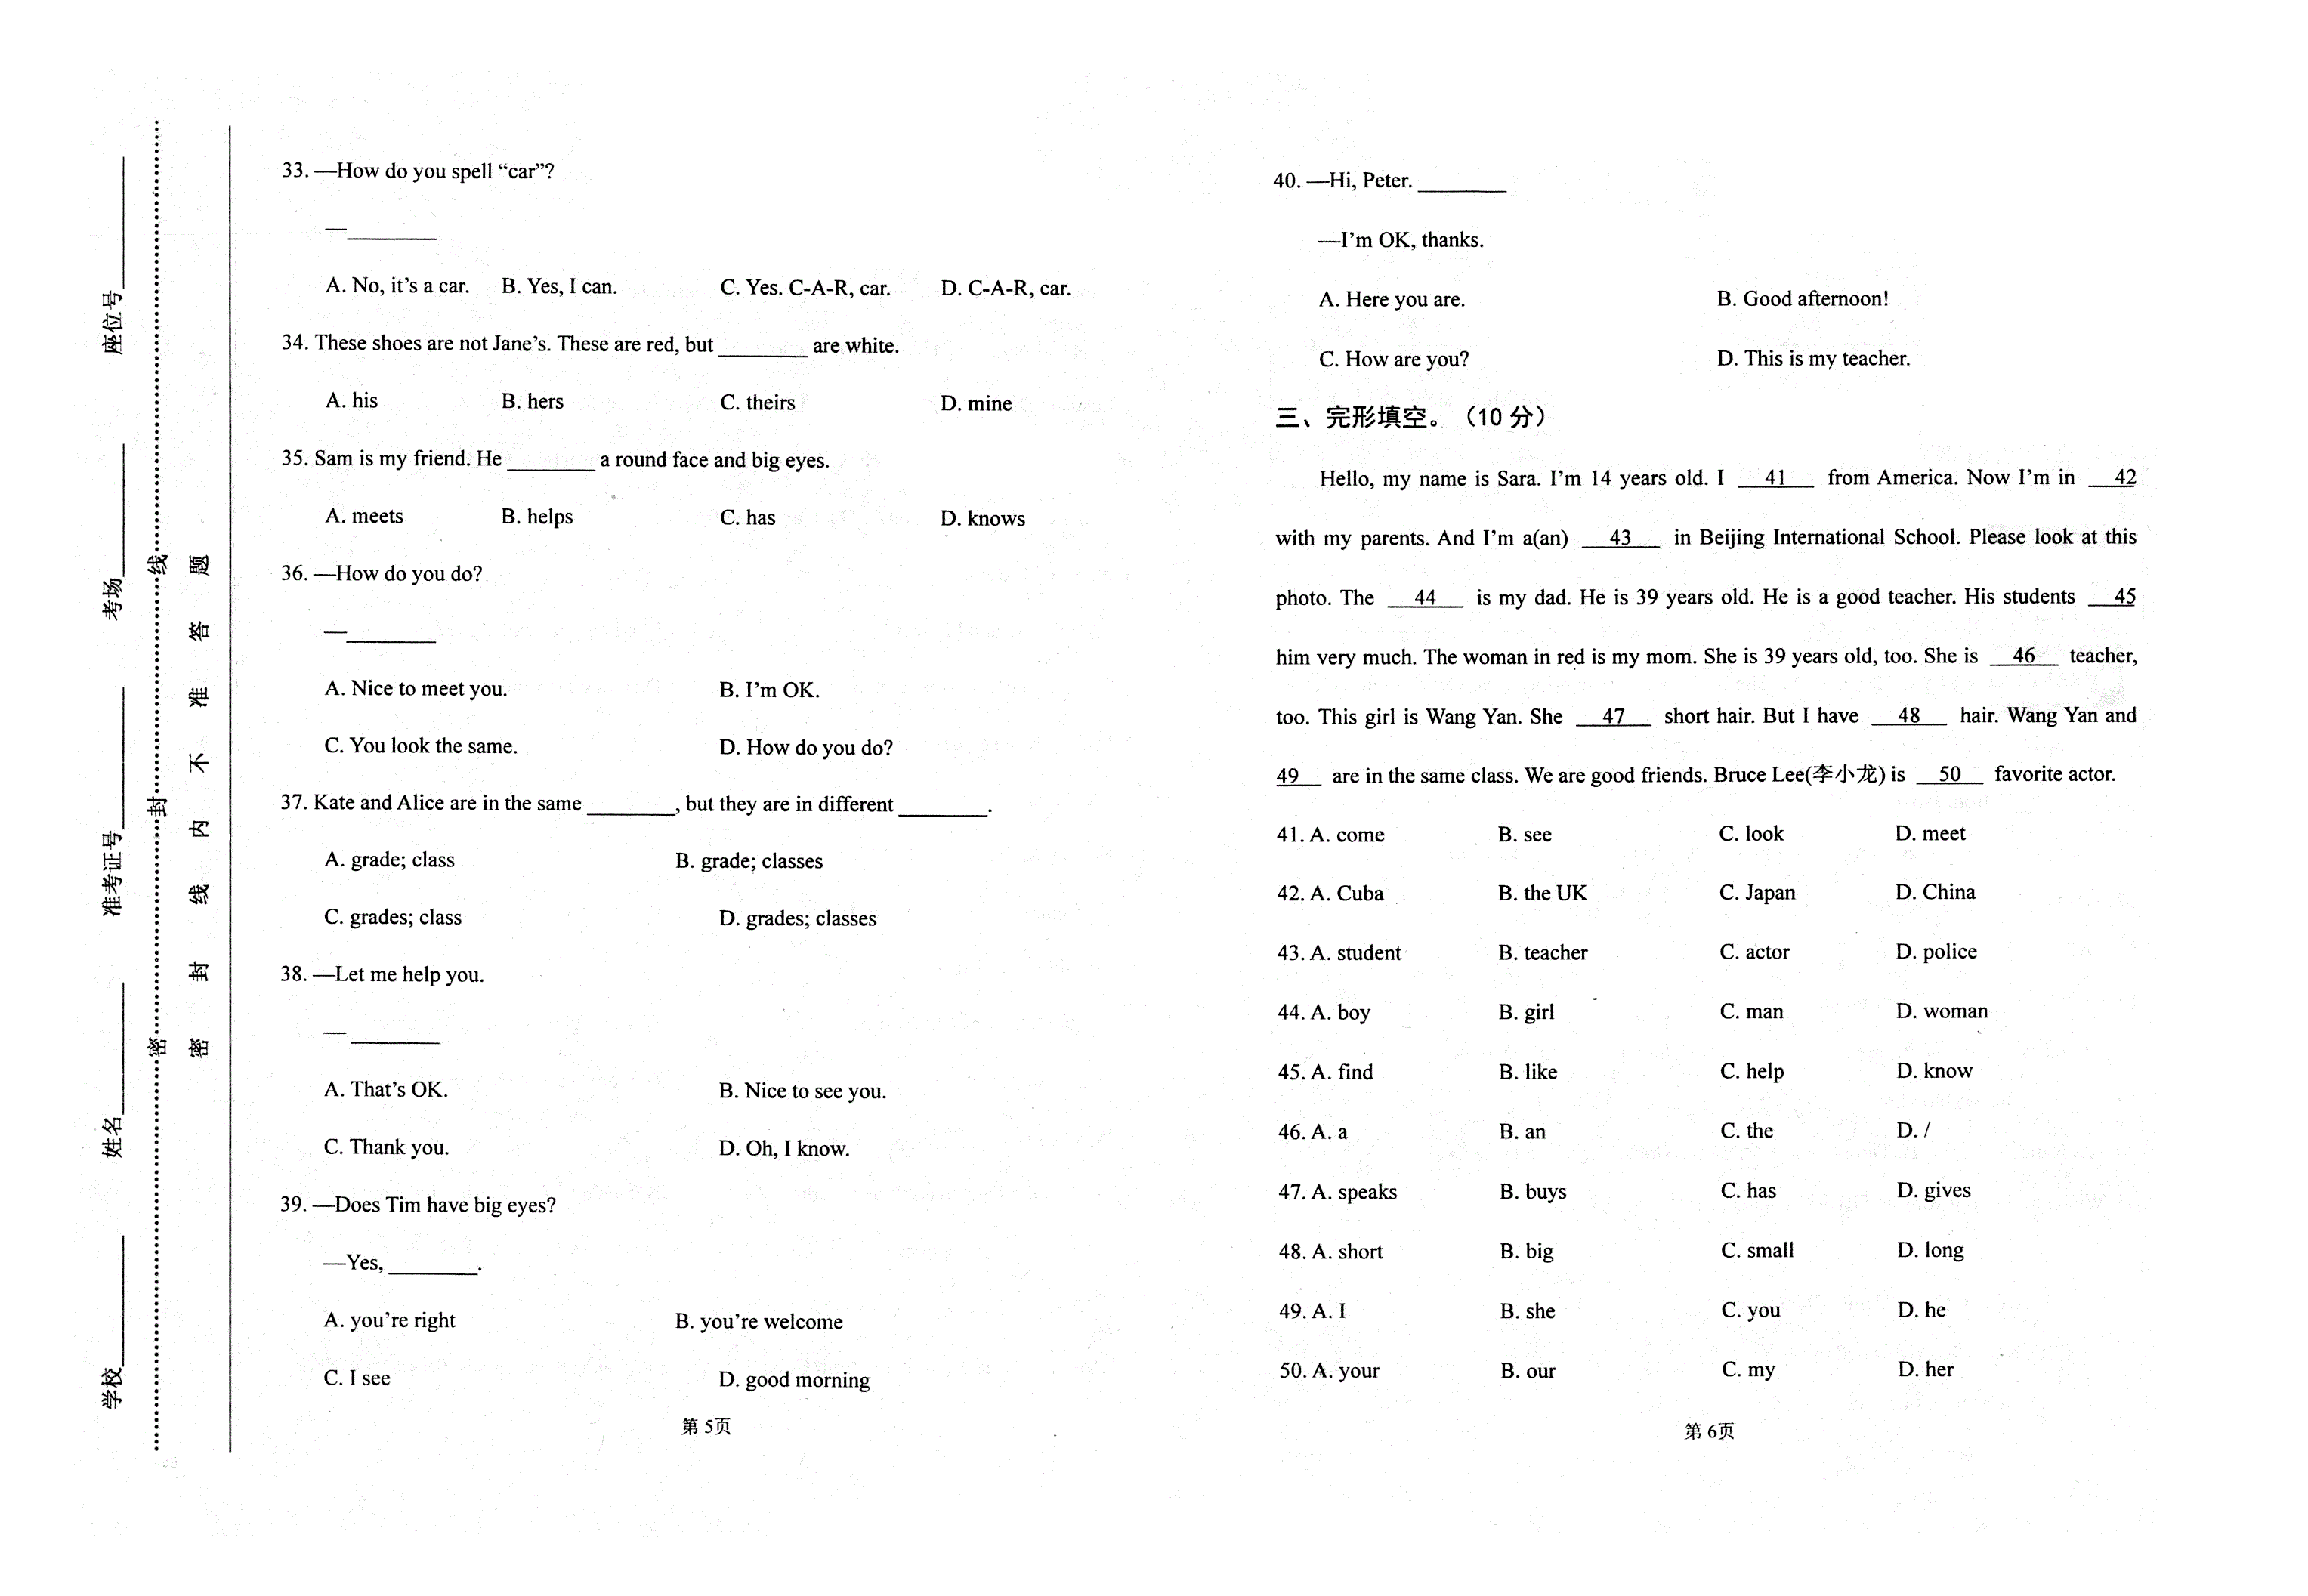 学校________ 姓名________ 准考证号________ 考场________ 座位号________
密 封 线
密 封 线 内 不 准 答 题
33. —How do you spell “car”?
—________
A. No, it’s a car. B. Yes, I can. C. Yes. C-A-R, car. D. C-A-R, car.
34. These shoes are not Jane’s. These are red, but ________ are white.
A. his B. hers C. theirs D. mine
35. Sam is my friend. He ________ a round face and big eyes.
A. meets B. helps C. has D. knows
36. —How do you do?
—________
A. Nice to meet you. B. I’m OK.
C. You look the same. D. How do you do?
37. Kate and Alice are in the same ________, but they are in different ________.
A. grade; class B. grade; classes
C. grades; class D. grades; classes
38. —Let me help you.
— ________
A. That’s OK. B. Nice to see you.
C. Thank you. D. Oh, I know.
39. —Does Tim have big eyes?
—Yes, ________.
A. you’re right B. you’re welcome
C. I see D. good morning
第 5页
40. —Hi, Peter. ________
—I’m OK, thanks.
A. Here you are. B. Good afternoon!
C. How are you? D. This is my teacher.
三、完形填空。（10 分）
Hello, my name is Sara. I’m 14 years old. I 41 from America. Now I’m in 42
with my parents. And I’m a(an) 43 in Beijing International School. Please look at this
photo. The 44 is my dad. He is 39 years old. He is a good teacher. His students 45
him very much. The woman in red is my mom. She is 39 years old, too. She is 46 teacher,
too. This girl is Wang Yan. She 47 short hair. But I have 48 hair. Wang Yan and
49 are in the same class. We are good friends. Bruce Lee(李小龙) is 50 favorite actor.
41. A. come B. see C. look D. meet
42. A. Cuba B. the UK C. Japan D. China
43. A. student B. teacher C. actor D. police
44. A. boy B. girl C. man D. woman
45. A. find B. like C. help D. know
46. A. a B. an C. the D. /
47. A. speaks B. buys C. has D. gives
48. A. short B. big C. small D. long
49. A. I B. she C. you D. he
50. A. your B. our C. my D. her
第 6页